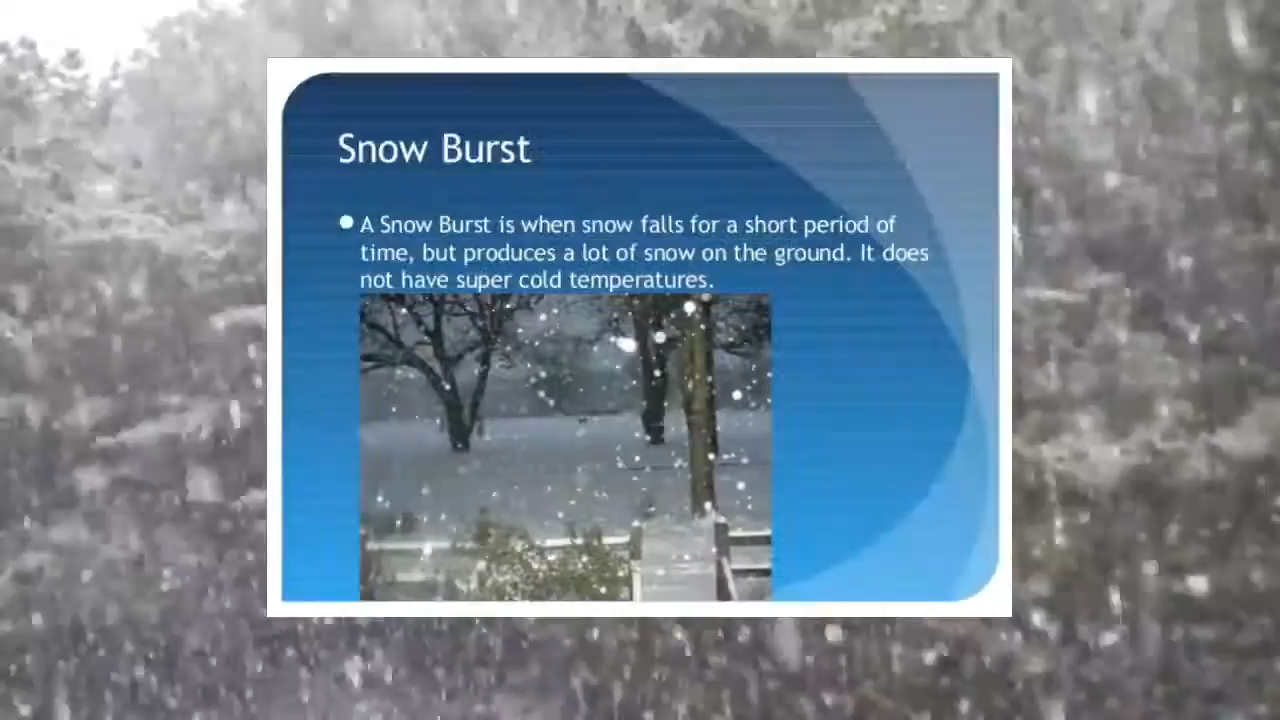 Snow Burst
A Snow Burst is when snow falls for a short period of
time, but produces a lot of snow on the ground. It does
not have super cold temperatures.